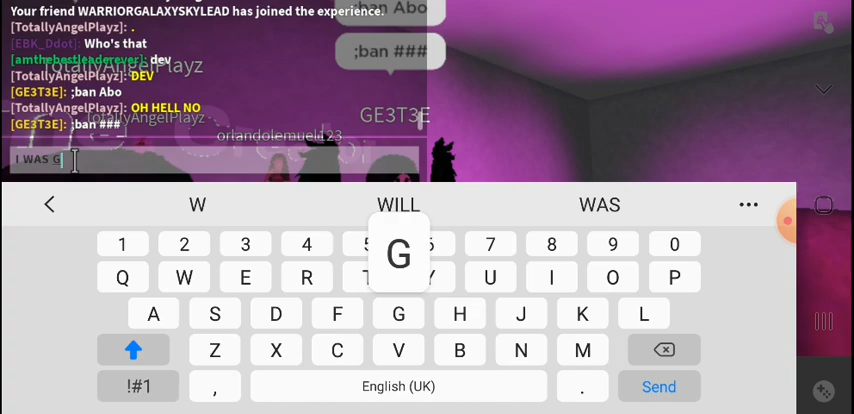 Your friend WARRIORGALAXYSKYLEAD has joined the experience.
[TotallyAngelPlayz]: .
[EBK_Ddot]: Who's that
[amthebestleaderever]: dev
TotallyAngelPlayz
[TotallyAngelPlayz]: DEV
[GE3T3E]: ;ban Abo
[TotallyAngelPlayz]: OH HELL NO
TotallyAngelPlayz
[GE3T3E]: ;ban ###
;ban Abo
;ban ###
GE3T3E
orlandolemuel123
I WAS G
W WILL WAS
G
1 2 3 4 5 6 7 8 9 0
Q W E R T Y U I O P
A S D F G H J K L
Z X C V B N M
!#1 , English (UK) . Send